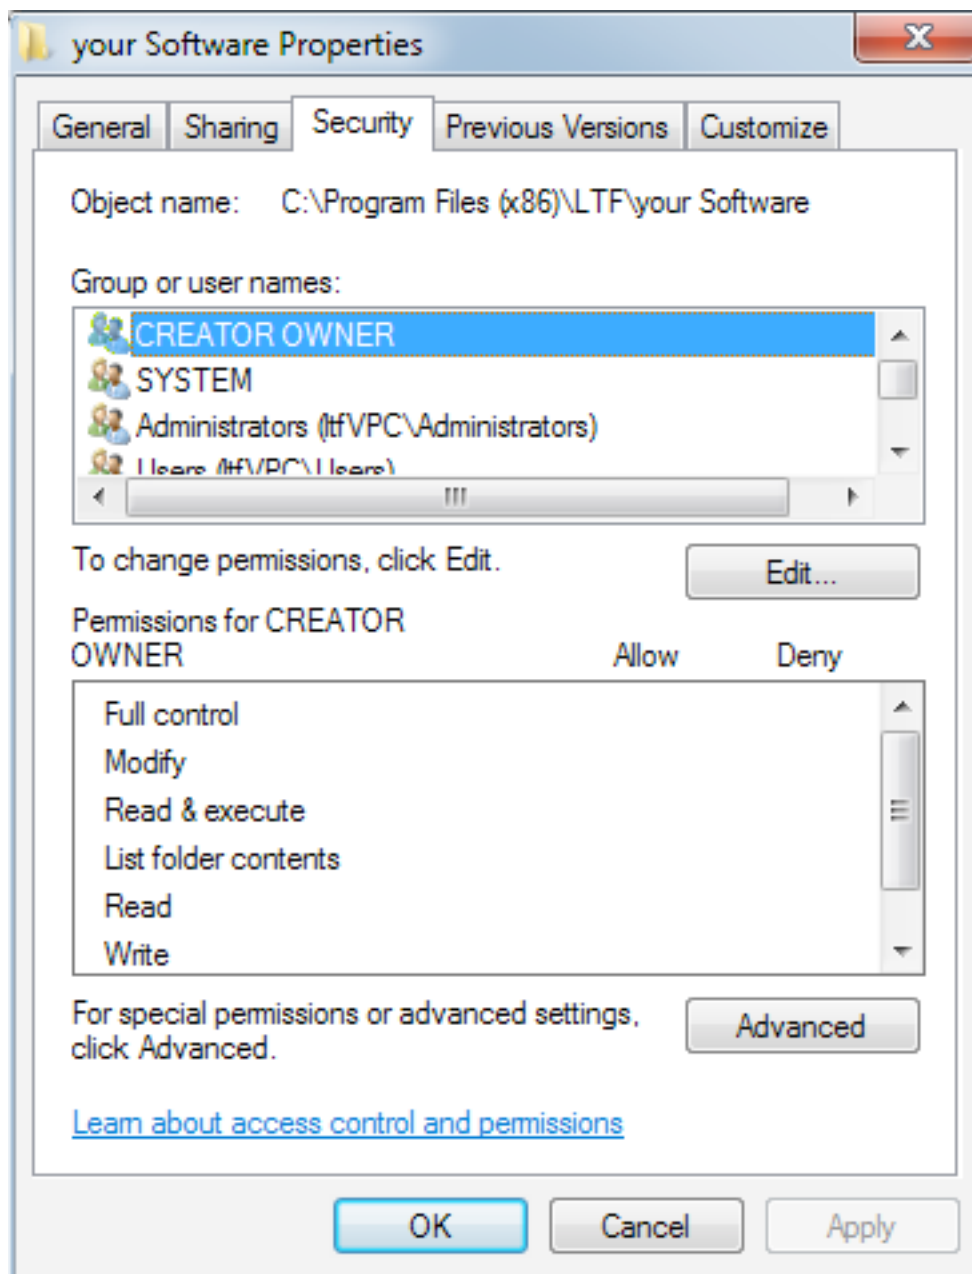 your Software Properties
General Sharing Security Previous Versions Customize
Object name: C:\Program Files (x86)\LTF\your Software
Group or user names:
CREATOR OWNER
SYSTEM
Administrators (ltfVPC\Administrators)
Users (ltfVPC\Users)
To change permissions, click Edit.
Edit...
Permissions for CREATOR
OWNER Allow Deny
Full control
Modify
Read & execute
List folder contents
Read
Write
For special permissions or advanced settings,
click Advanced.
Advanced
Learn about access control and permissions
OK Cancel Apply